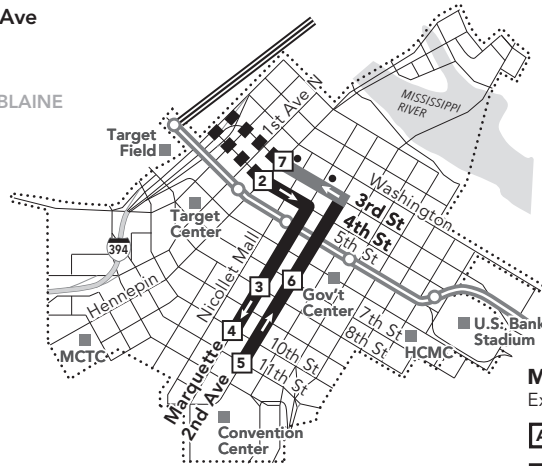 Ave
BLAINE
MISSISSIPPI
RIVER
1st Ave N
Target
Field
7
2
Washington
3rd St
4th St
5th St
Target
Center
394
Nicollet Mall
3
6
Gov't
Center
Hennepin
7th St
8th St
U.S. Bank
Stadium
HCMC
MCTC
4
5
10th St
11th St
Marquette
2nd Ave
Convention
Center
M
Ex
A